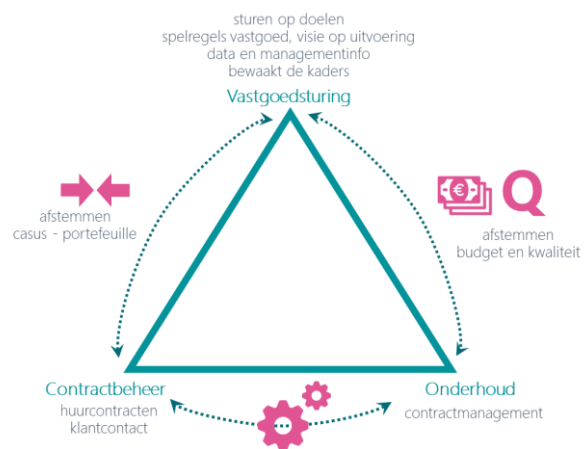 sturen op doelen
spelregels vastgoed, visie op uitvoering
data en managementinfo
bewaakt de kaders
Vastgoedsturing
€ Q
afstemmen
casus - portefeuille
afstemmen
budget en kwaliteit
Contractbeheer
huurcontracten
klantcontact
Onderhoud
contractmanagement